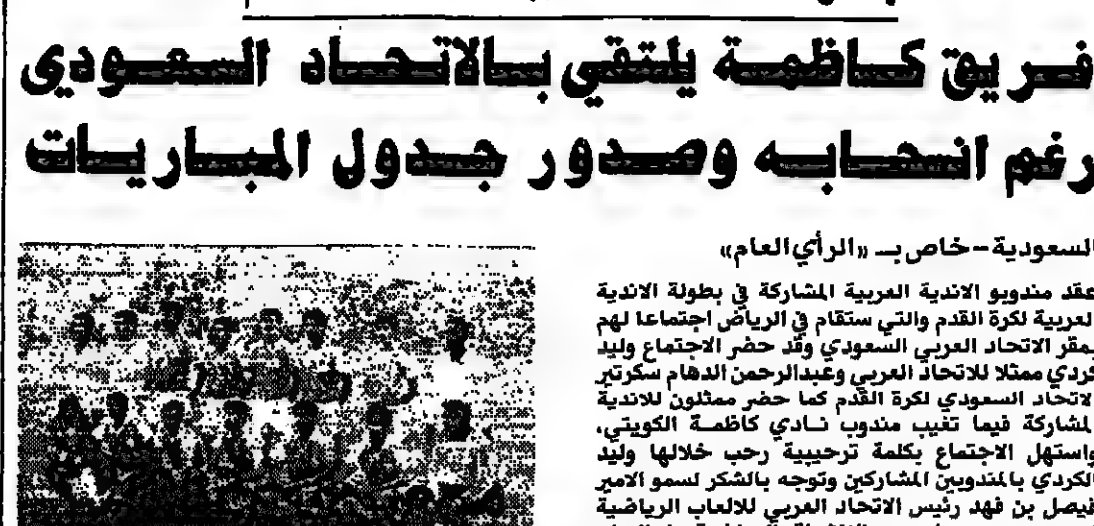 فريق كاظمة يلتقي بالاتحاد السعودي
رغم انسحابه وصدور جدول المباريات
السعودية - خاص بـ «الرأي العام»
عقد مندوبو الاندية العربية المشاركة في بطولة الاندية
العربية لكرة القدم والتي ستقام في الرياض اجتماعا لهم
بمقر الاتحاد العربي السعودي وقد حضر الاجتماع وليد
كردي ممثلا للاتحاد العربي وعبدالرحمن الدهام سكرتير
الاتحاد السعودي لكرة القدم كما حضر ممثلون للاندية
المشاركة فيما تغيب مندوب نادي كاظمة الكويتي،
واستهل الاجتماع بكلمة ترحيبية رحب خلالها وليد
الكردي بالمندوبين المشاركين وتوجه بالشكر لسمو الامير
فيصل بن فهد رئيس الاتحاد العربي للالعاب الرياضية